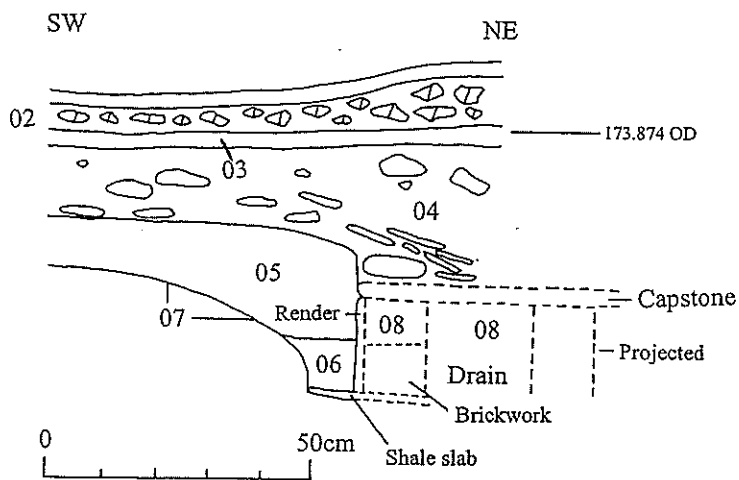 SW
NE
02
173.874 OD
03
04
05
Capstone
07
Render
08
08
Projected
06
Drain
Brickwork
Shale slab
0
50cm